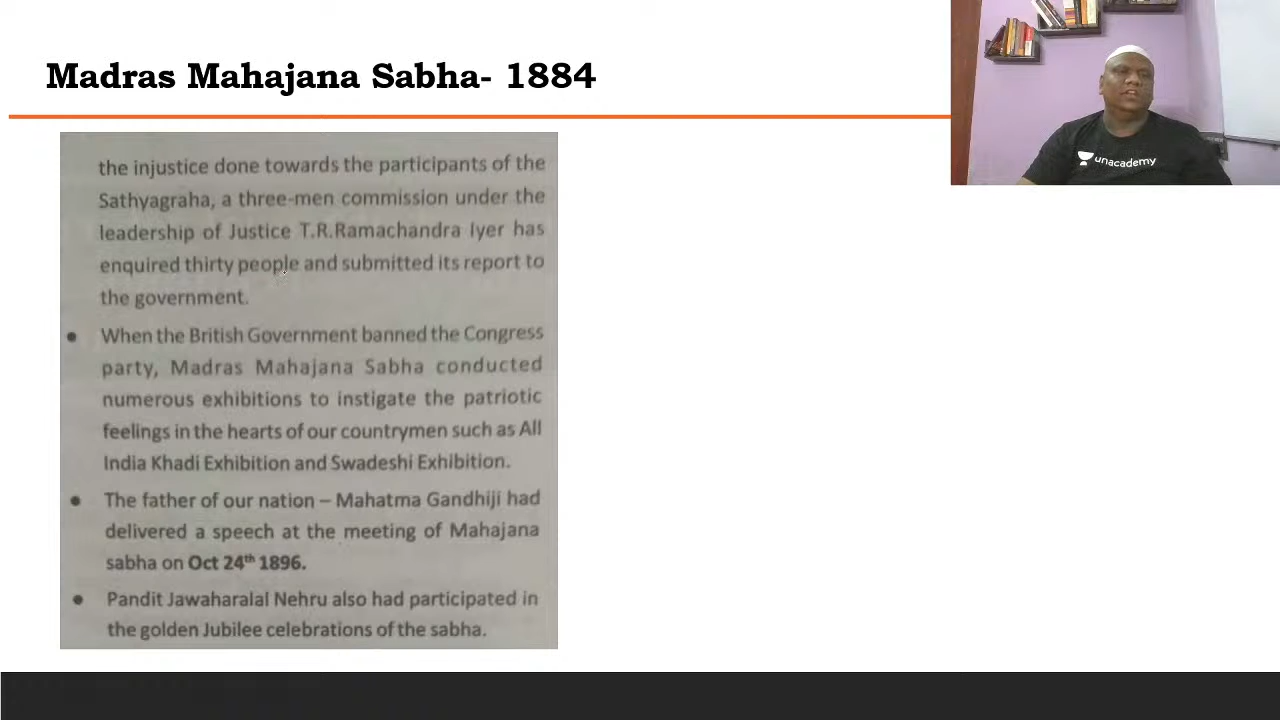 Madras Mahajana Sabha- 1884
unacademy
the injustice done towards the participants of the
Sathyagraha, a three-men commission under the
leadership of Justice T.R.Ramachandra Iyer has
enquired thirty people and submitted its report to
the government.
• When the British Government banned the Congress
party, Madras Mahajana Sabha conducted
numerous exhibitions to instigate the patriotic
feelings in the hearts of our countrymen such as All
India Khadi Exhibition and Swadeshi Exhibition.
• The father of our nation – Mahatma Gandhiji had
delivered a speech at the meeting of Mahajana
sabha on Oct 24th 1896.
• Pandit Jawaharalal Nehru also had participated in
the golden Jubilee celebrations of the sabha.